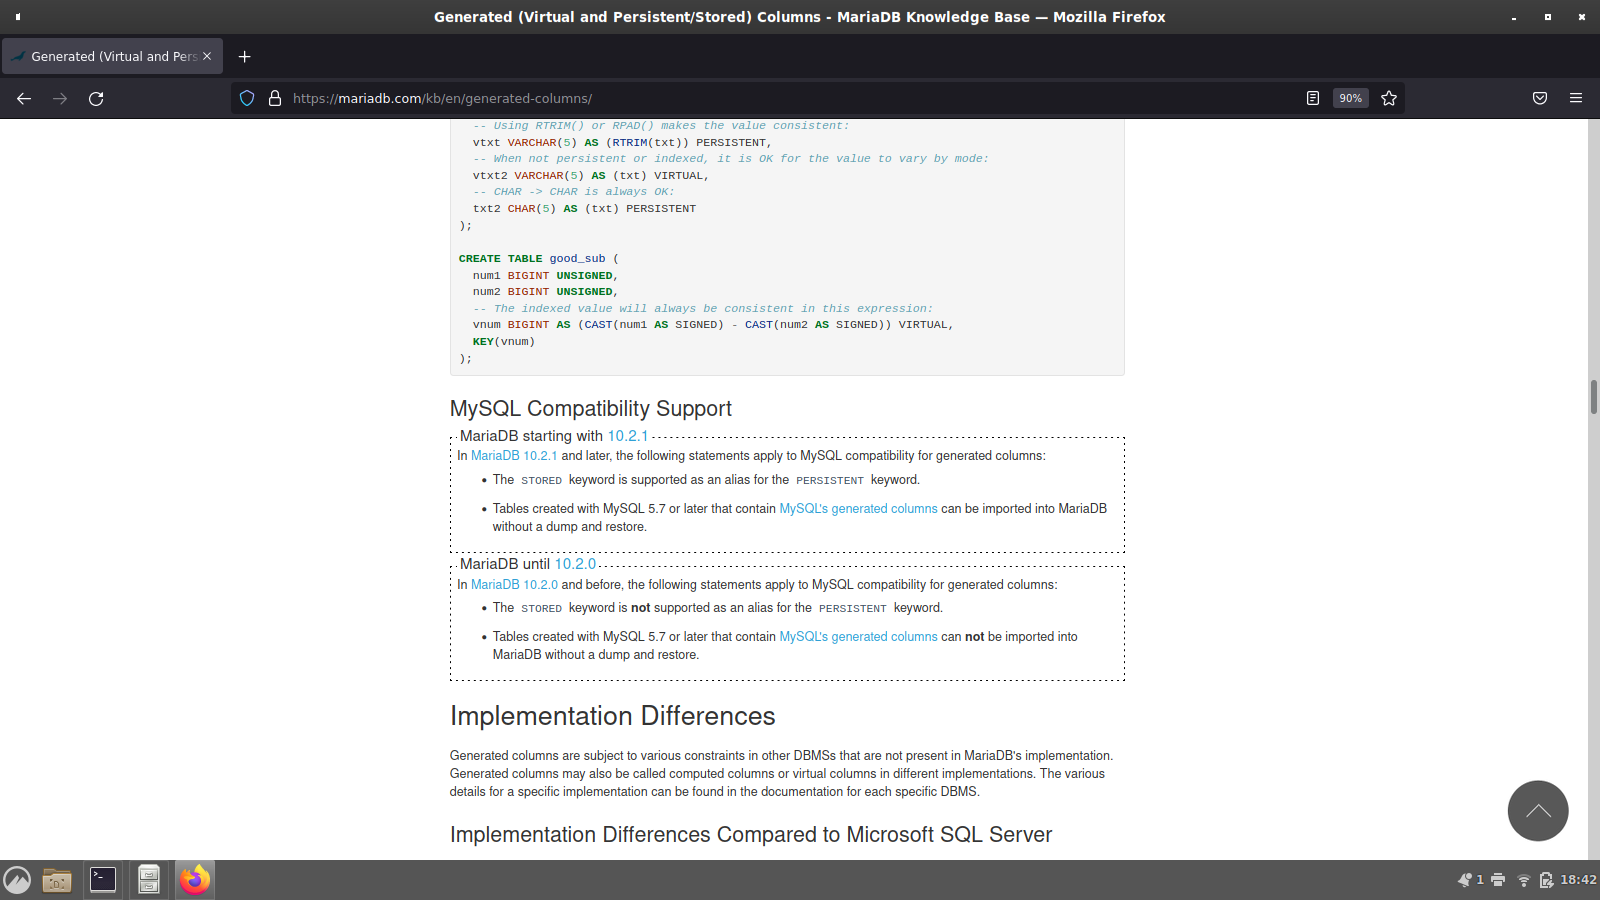 Generated (Virtual and Persistent/Stored) Columns - MariaDB Knowledge Base — Mozilla Firefox
Generated (Virtual and Pers
https://mariadb.com/kb/en/generated-columns/
90%
-- Using RTRIM() or RPAD() makes the value consistent:
vtxt VARCHAR(5) AS (RTRIM(txt)) PERSISTENT,
-- When not persistent or indexed, it is OK for the value to vary by mode:
vtxt2 VARCHAR(5) AS (txt) VIRTUAL,
-- CHAR -> CHAR is always OK:
txt2 CHAR(5) AS (txt) PERSISTENT
);
CREATE TABLE good_sub (
num1 BIGINT UNSIGNED,
num2 BIGINT UNSIGNED,
-- The indexed value will always be consistent in this expression:
vnum BIGINT AS (CAST(num1 AS SIGNED) - CAST(num2 AS SIGNED)) VIRTUAL,
KEY(vnum)
);
MySQL Compatibility Support
MariaDB starting with 10.2.1
In MariaDB 10.2.1 and later, the following statements apply to MySQL compatibility for generated columns:
• The STORED keyword is supported as an alias for the PERSISTENT keyword.
• Tables created with MySQL 5.7 or later that contain MySQL's generated columns can be imported into MariaDB
without a dump and restore.
MariaDB until 10.2.0
In MariaDB 10.2.0 and before, the following statements apply to MySQL compatibility for generated columns:
• The STORED keyword is not supported as an alias for the PERSISTENT keyword.
• Tables created with MySQL 5.7 or later that contain MySQL's generated columns can not be imported into
MariaDB without a dump and restore.
Implementation Differences
Generated columns are subject to various constraints in other DBMSs that are not present in MariaDB's implementation.
Generated columns may also be called computed columns or virtual columns in different implementations. The various
details for a specific implementation can be found in the documentation for each specific DBMS.
Implementation Differences Compared to Microsoft SQL Server
1
18:42